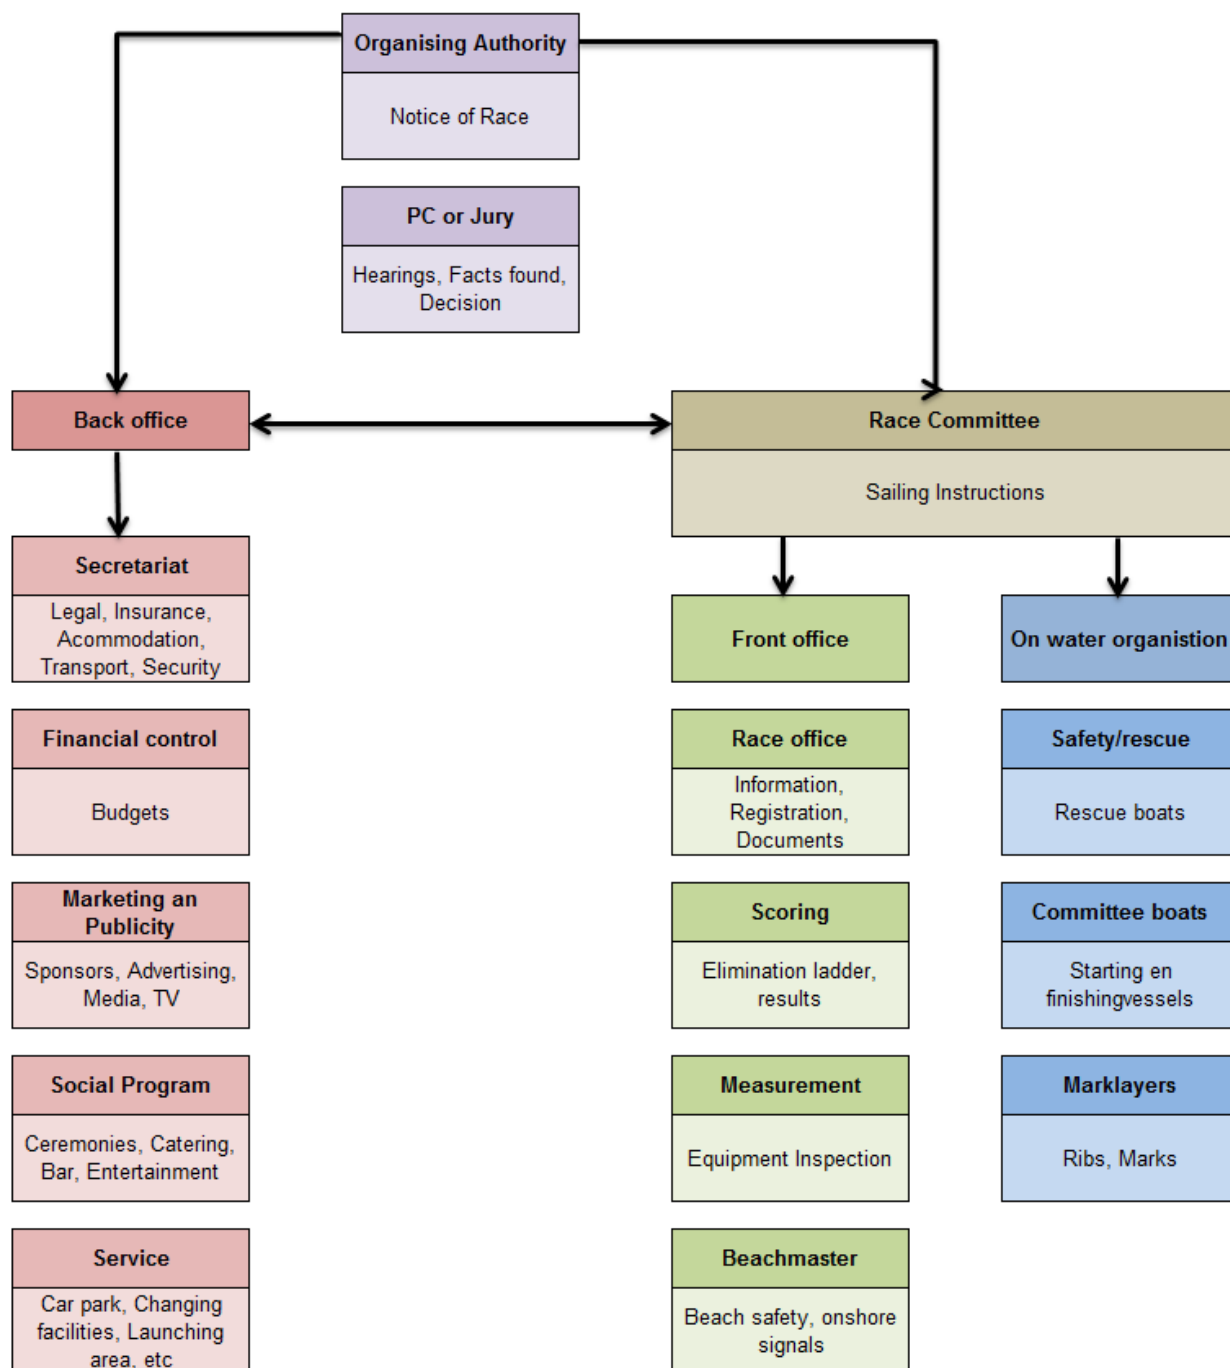 Organising Authority
Notice of Race
PC or Jury
Hearings, Facts found,
Decision
Back office
Race Committee
Sailing Instructions
Secretariat
Legal, Insurance,
Acommodation,
Transport, Security
Financial control
Budgets
Marketing an
Publicity
Sponsors, Advertising,
Media, TV
Social Program
Ceremonies, Catering,
Bar, Entertainment
Service
Car park, Changing
facilities, Launching
area, etc
Front office
Race office
Information,
Registration,
Documents
Scoring
Elimination ladder,
results
Measurement
Equipment Inspection
Beachmaster
Beach safety, onshore
signals
On water organistion
Safety/rescue
Rescue boats
Committee boats
Starting en
finishingvessels
Marklayers
Ribs, Marks